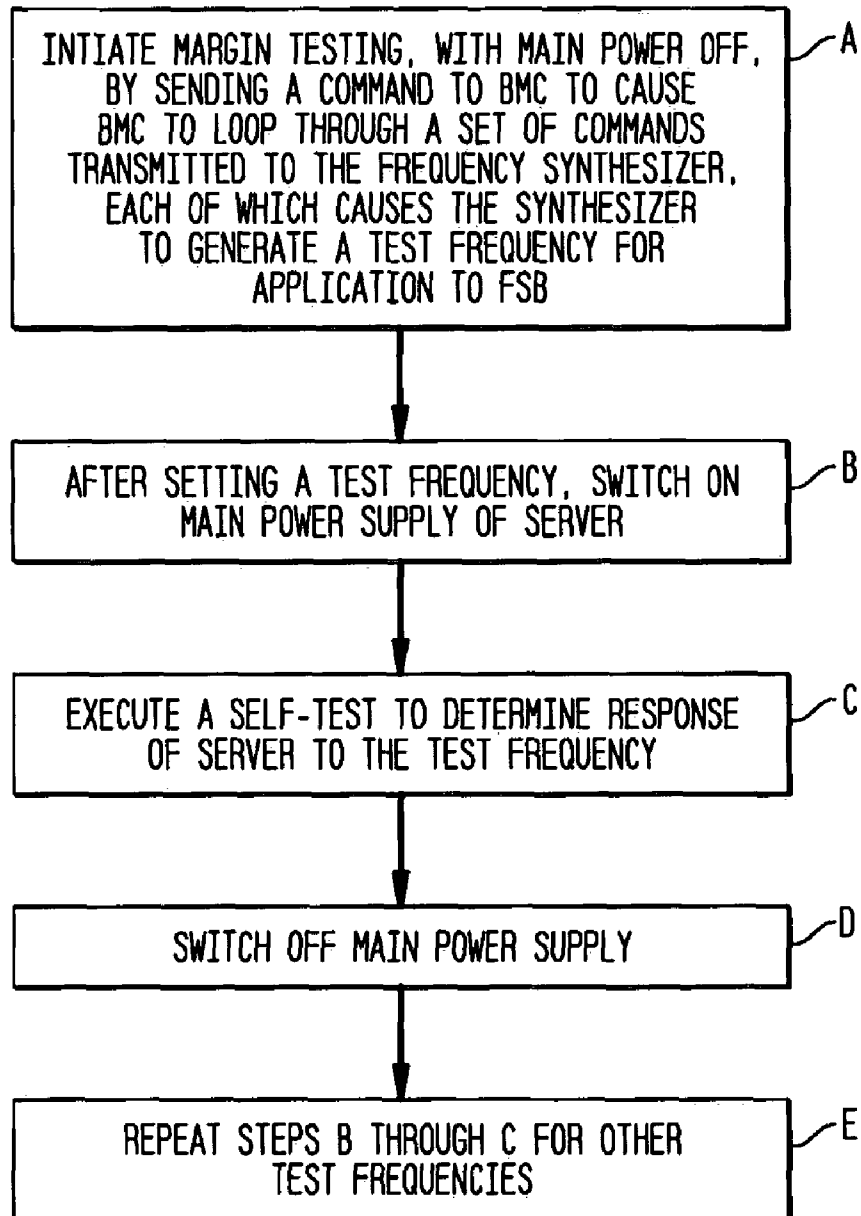 INTIATE MARGIN TESTING, WITH MAIN POWER OFF,
BY SENDING A COMMAND TO BMC TO CAUSE
BMC TO LOOP THROUGH A SET OF COMMANDS
TRANSMITTED TO THE FREQUENCY SYNTHESIZER,
EACH OF WHICH CAUSES THE SYNTHESIZER
TO GENERATE A TEST FREQUENCY FOR
APPLICATION TO FSB
A
AFTER SETTING A TEST FREQUENCY, SWITCH ON
MAIN POWER SUPPLY OF SERVER
B
EXECUTE A SELF-TEST TO DETERMINE RESPONSE
OF SERVER TO THE TEST FREQUENCY
C
SWITCH OFF MAIN POWER SUPPLY
D
REPEAT STEPS B THROUGH C FOR OTHER
TEST FREQUENCIES
E